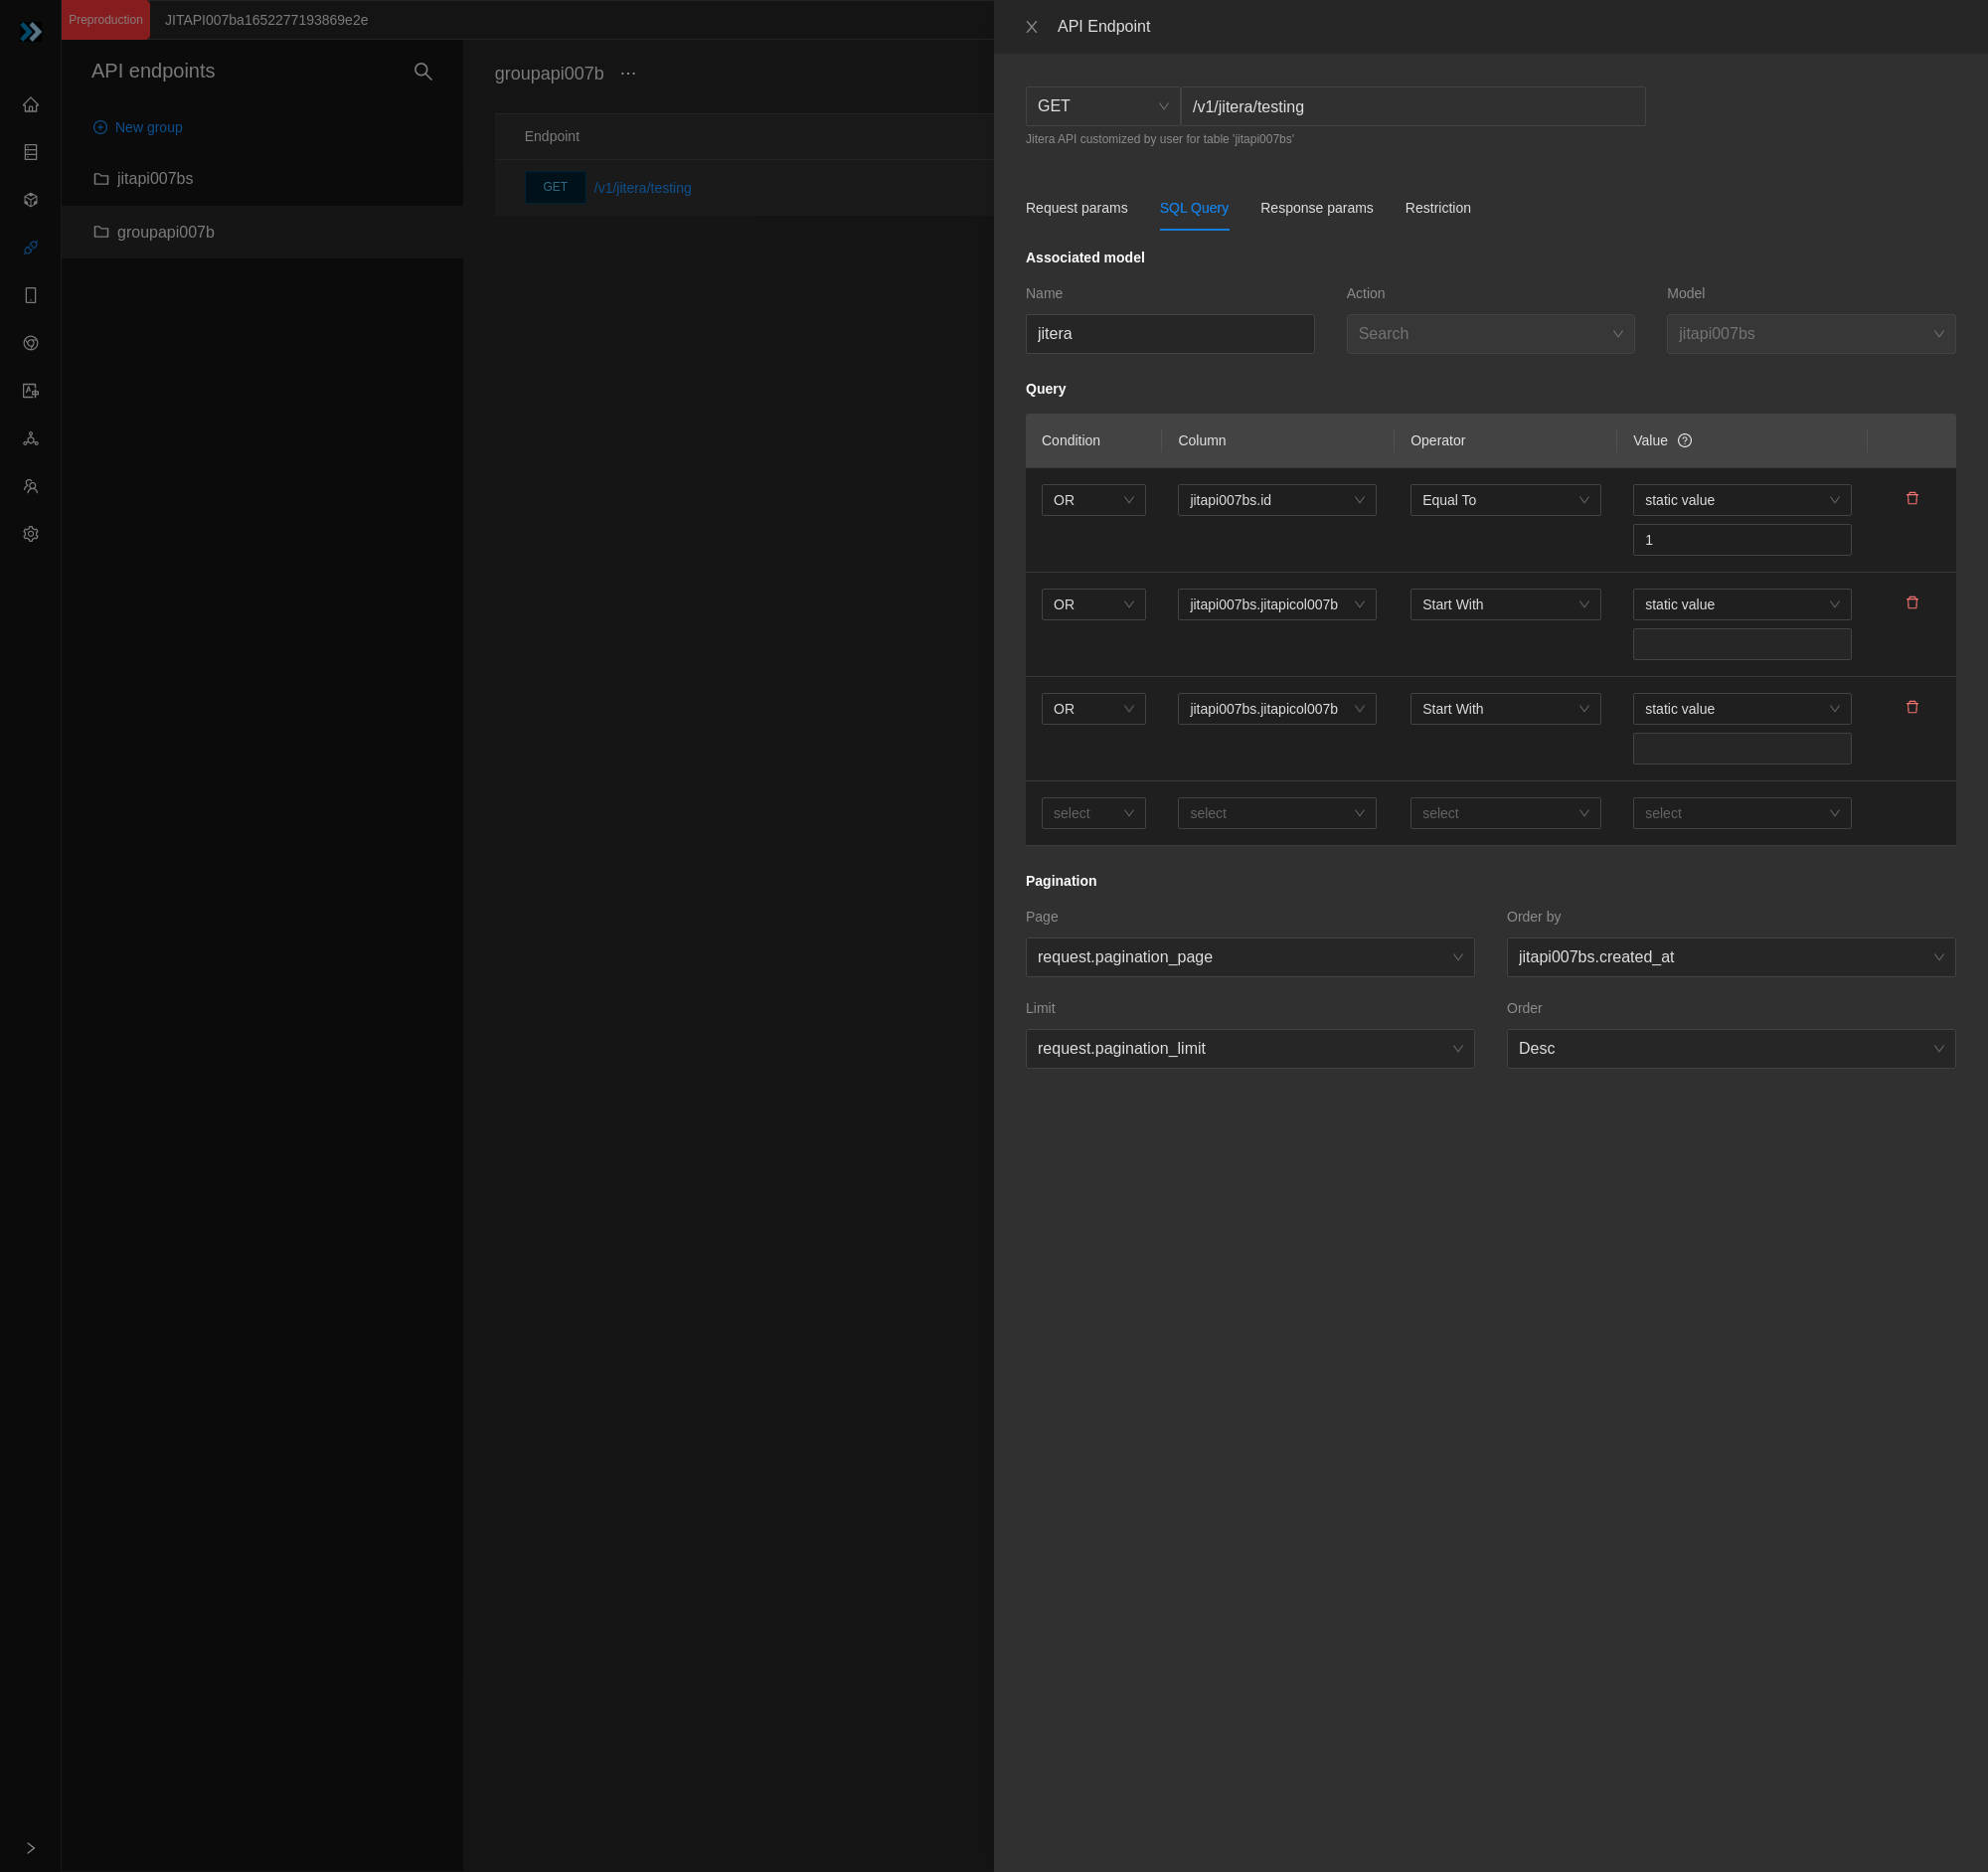 Preproduction JITAPI007ba1652277193869e2e
API endpoints
New group
jitapi007bs
groupapi007b
groupapi007b ···
Endpoint
GET /v1/jitera/testing
API Endpoint
GET /v1/jitera/testing
Jitera API customized by user for table 'jitapi007bs'
Request params SQL Query Response params Restriction
Associated model
Name Action Model
jitera Search jitapi007bs
Query
Condition Column Operator Value
OR jitapi007bs.id Equal To static value
1
OR jitapi007bs.jitapicol007b Start With static value
OR jitapi007bs.jitapicol007b Start With static value
select select select select
Pagination
Page Order by
request.pagination_page jitapi007bs.created_at
Limit Order
request.pagination_limit Desc